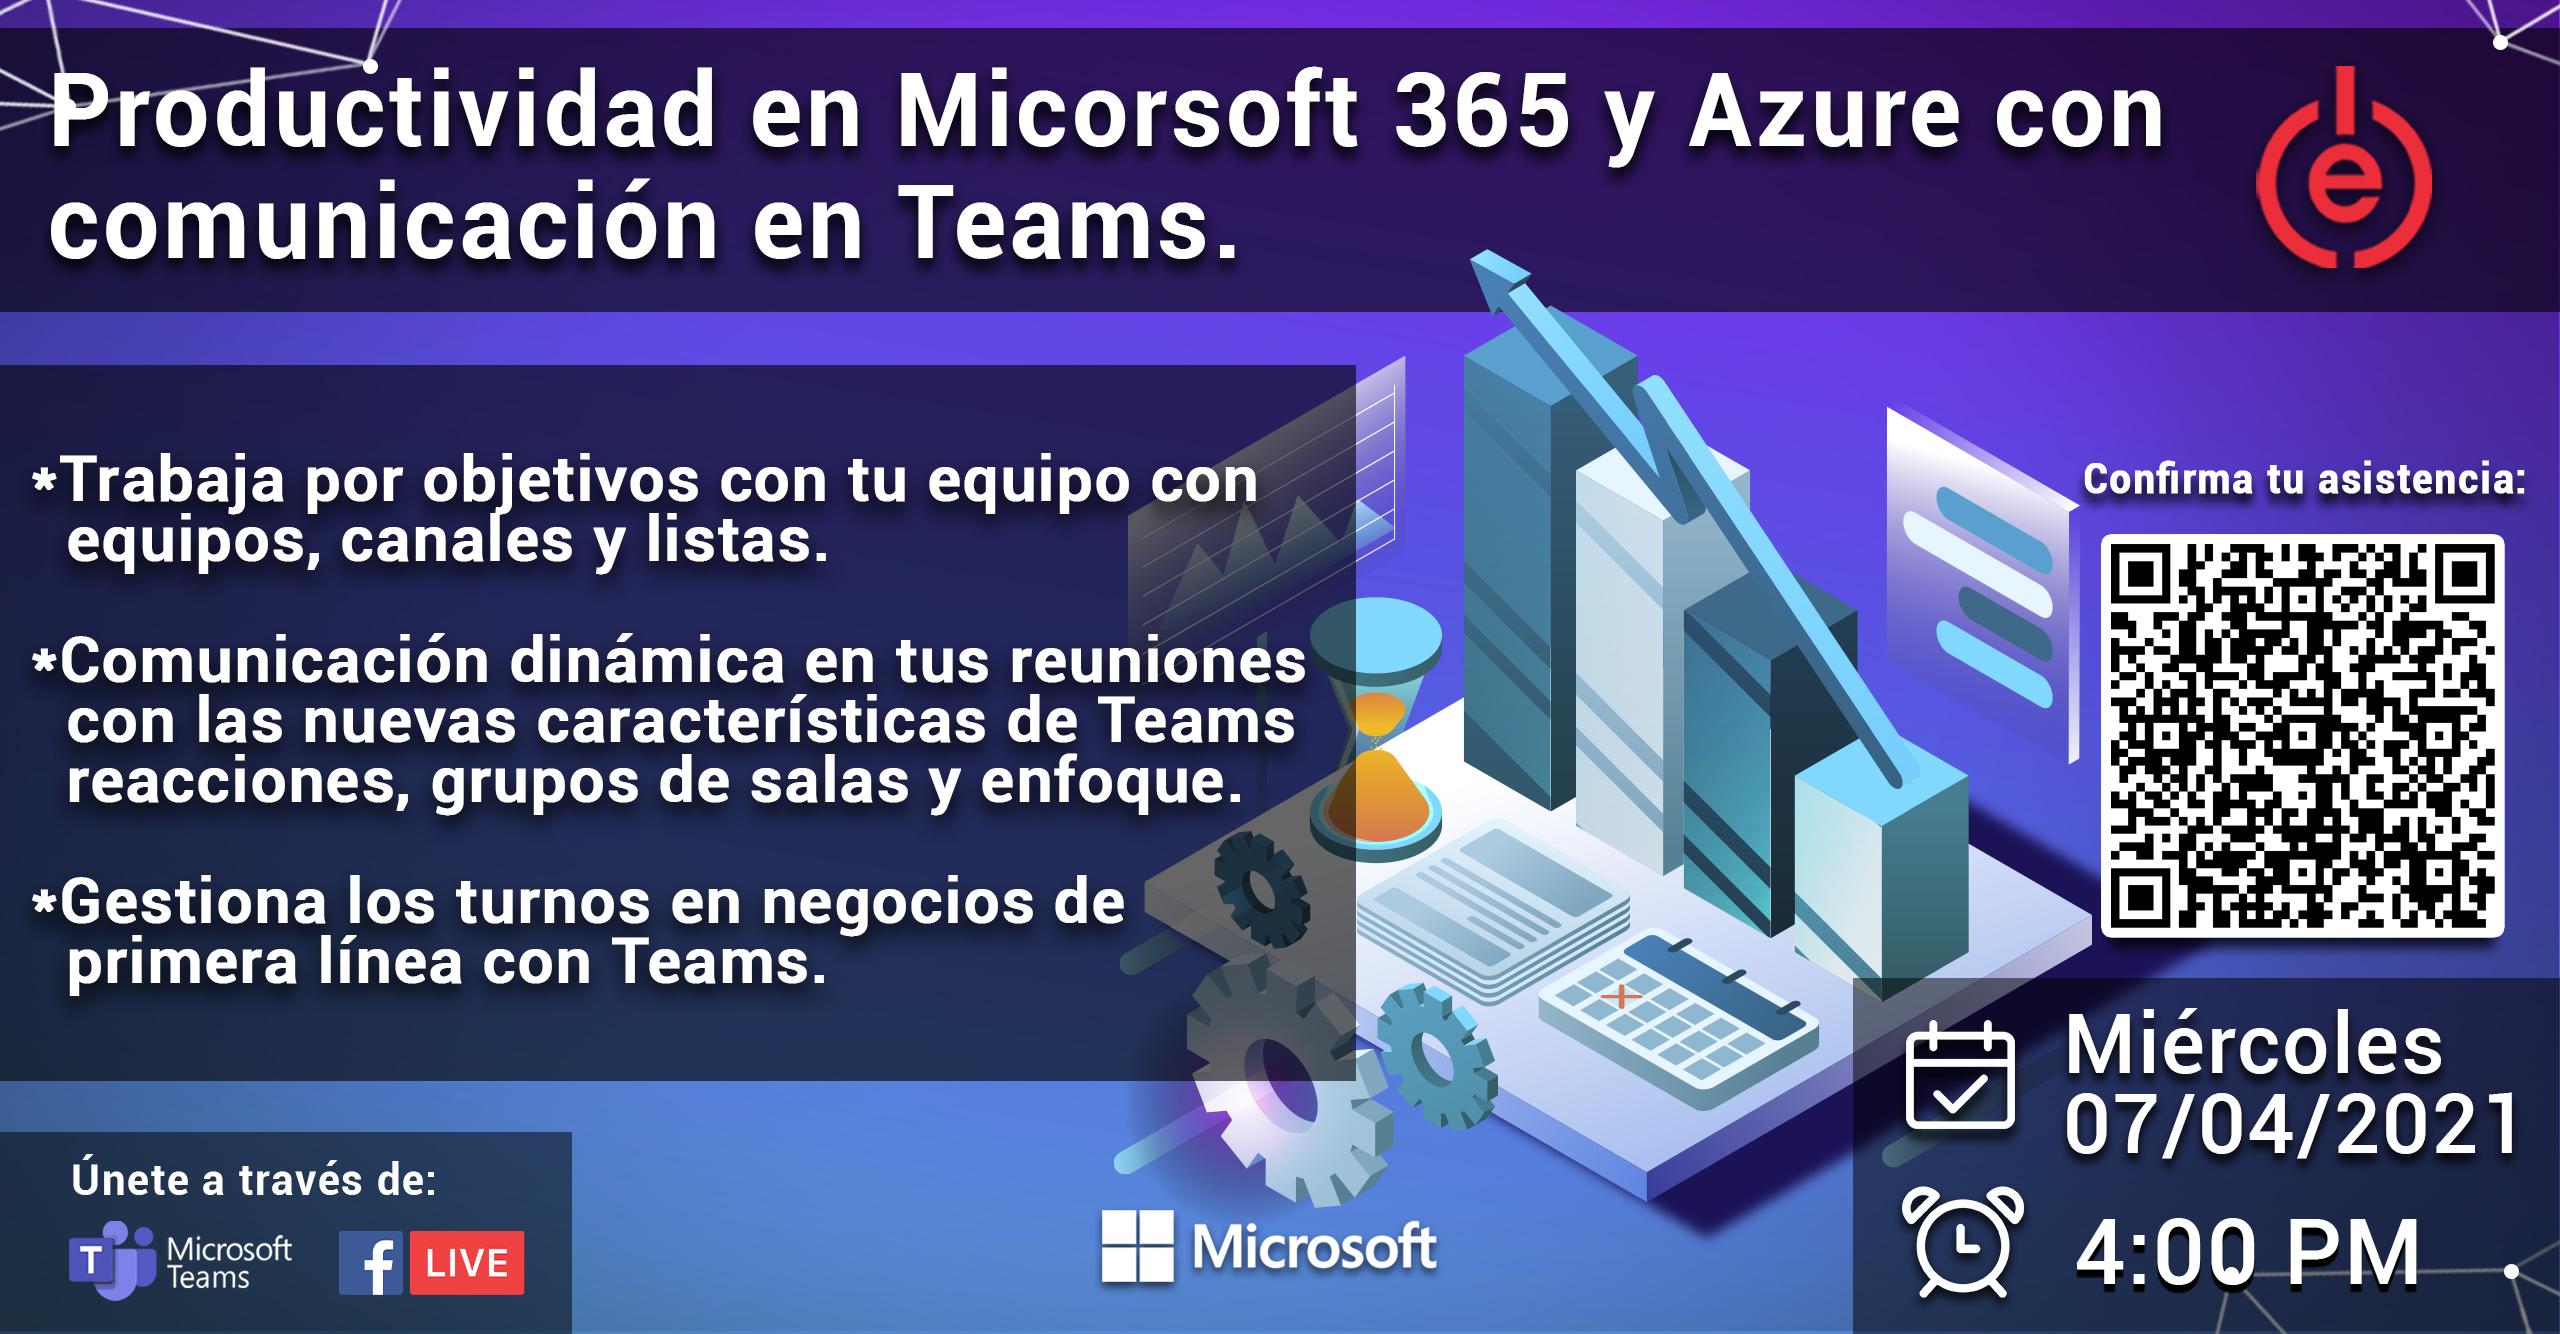 Productividad en Micorsoft 365 y Azure con
comunicación en Teams.
e
*Trabaja por objetivos con tu equipo con
equipos, canales y listas.
*Comunicación dinámica en tus reuniones
con las nuevas características de Teams
reacciones, grupos de salas y enfoque.
*Gestiona los turnos en negocios de
primera línea con Teams.
Confirma tu asistencia:
Miércoles
07/04/2021
4:00 PM
Únete a través de:
T Microsoft
Teams
f LIVE
Microsoft